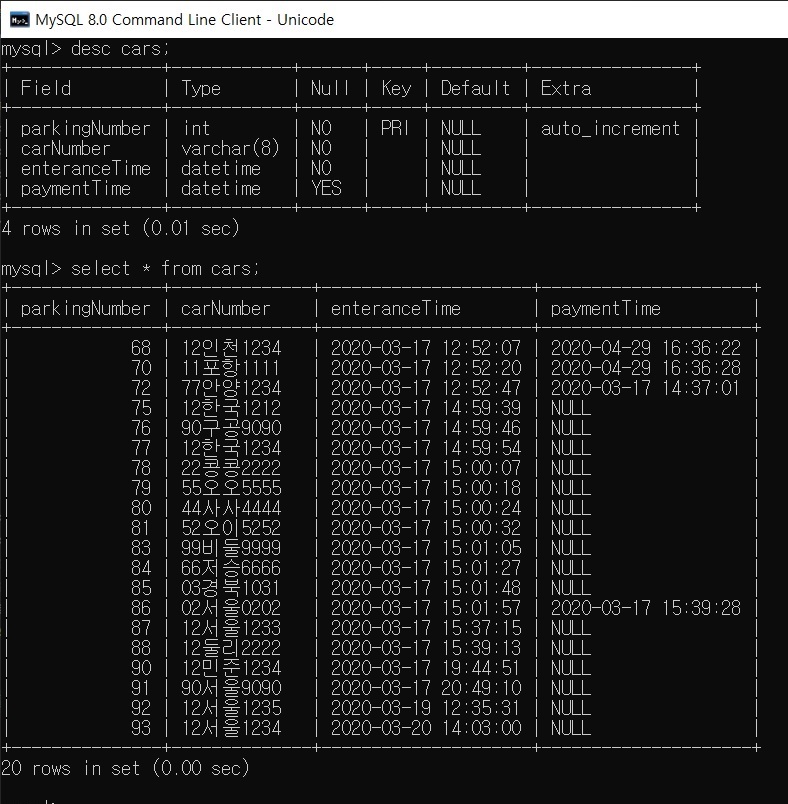 MySQL 8.0 Command Line Client - Unicode
mysql> desc cars;
+---------------+------------+------+-----+---------+----------------+
| Field         | Type       | Null | Key | Default | Extra          |
+---------------+------------+------+-----+---------+----------------+
| parkingNumber | int        | NO   | PRI | NULL    | auto_increment |
| carNumber     | varchar(8) | NO   |     | NULL    |                |
| enteranceTime | datetime   | NO   |     | NULL    |                |
| paymentTime   | datetime   | YES  |     | NULL    |                |
+---------------+------------+------+-----+---------+----------------+
4 rows in set (0.01 sec)
mysql> select * from cars;
+---------------+-------------+---------------------+---------------------+
| parkingNumber | carNumber   | enteranceTime       | paymentTime         |
+---------------+-------------+---------------------+---------------------+
|            68 | 12인천1234  | 2020-03-17 12:52:07 | 2020-04-29 16:36:22 |
|            70 | 11포항1111  | 2020-03-17 12:52:20 | 2020-04-29 16:36:28 |
|            72 | 77안양1234  | 2020-03-17 12:52:47 | 2020-03-17 14:37:01 |
|            75 | 12한국1212  | 2020-03-17 14:59:39 | NULL                |
|            76 | 90구공9090  | 2020-03-17 14:59:46 | NULL                |
|            77 | 12한국1234  | 2020-03-17 14:59:54 | NULL                |
|            78 | 22콩콩2222  | 2020-03-17 15:00:07 | NULL                |
|            79 | 55오오5555  | 2020-03-17 15:00:18 | NULL                |
|            80 | 44사사4444  | 2020-03-17 15:00:24 | NULL                |
|            81 | 52오이5252  | 2020-03-17 15:00:32 | NULL                |
|            83 | 99비둘9999  | 2020-03-17 15:01:05 | NULL                |
|            84 | 66저승6666  | 2020-03-17 15:01:27 | NULL                |
|            85 | 03경북1031  | 2020-03-17 15:01:48 | NULL                |
|            86 | 02서울0202  | 2020-03-17 15:01:57 | 2020-03-17 15:39:28 |
|            87 | 12서울1233  | 2020-03-17 15:37:15 | NULL                |
|            88 | 12둘리2222  | 2020-03-17 15:39:13 | NULL                |
|            90 | 12민준1234  | 2020-03-17 19:44:51 | NULL                |
|            91 | 90서울9090  | 2020-03-17 20:49:10 | NULL                |
|            92 | 12서울1235  | 2020-03-19 12:35:31 | NULL                |
|            93 | 12서울1234  | 2020-03-20 14:03:00 | NULL                |
+---------------+-------------+---------------------+---------------------+
20 rows in set (0.00 sec)